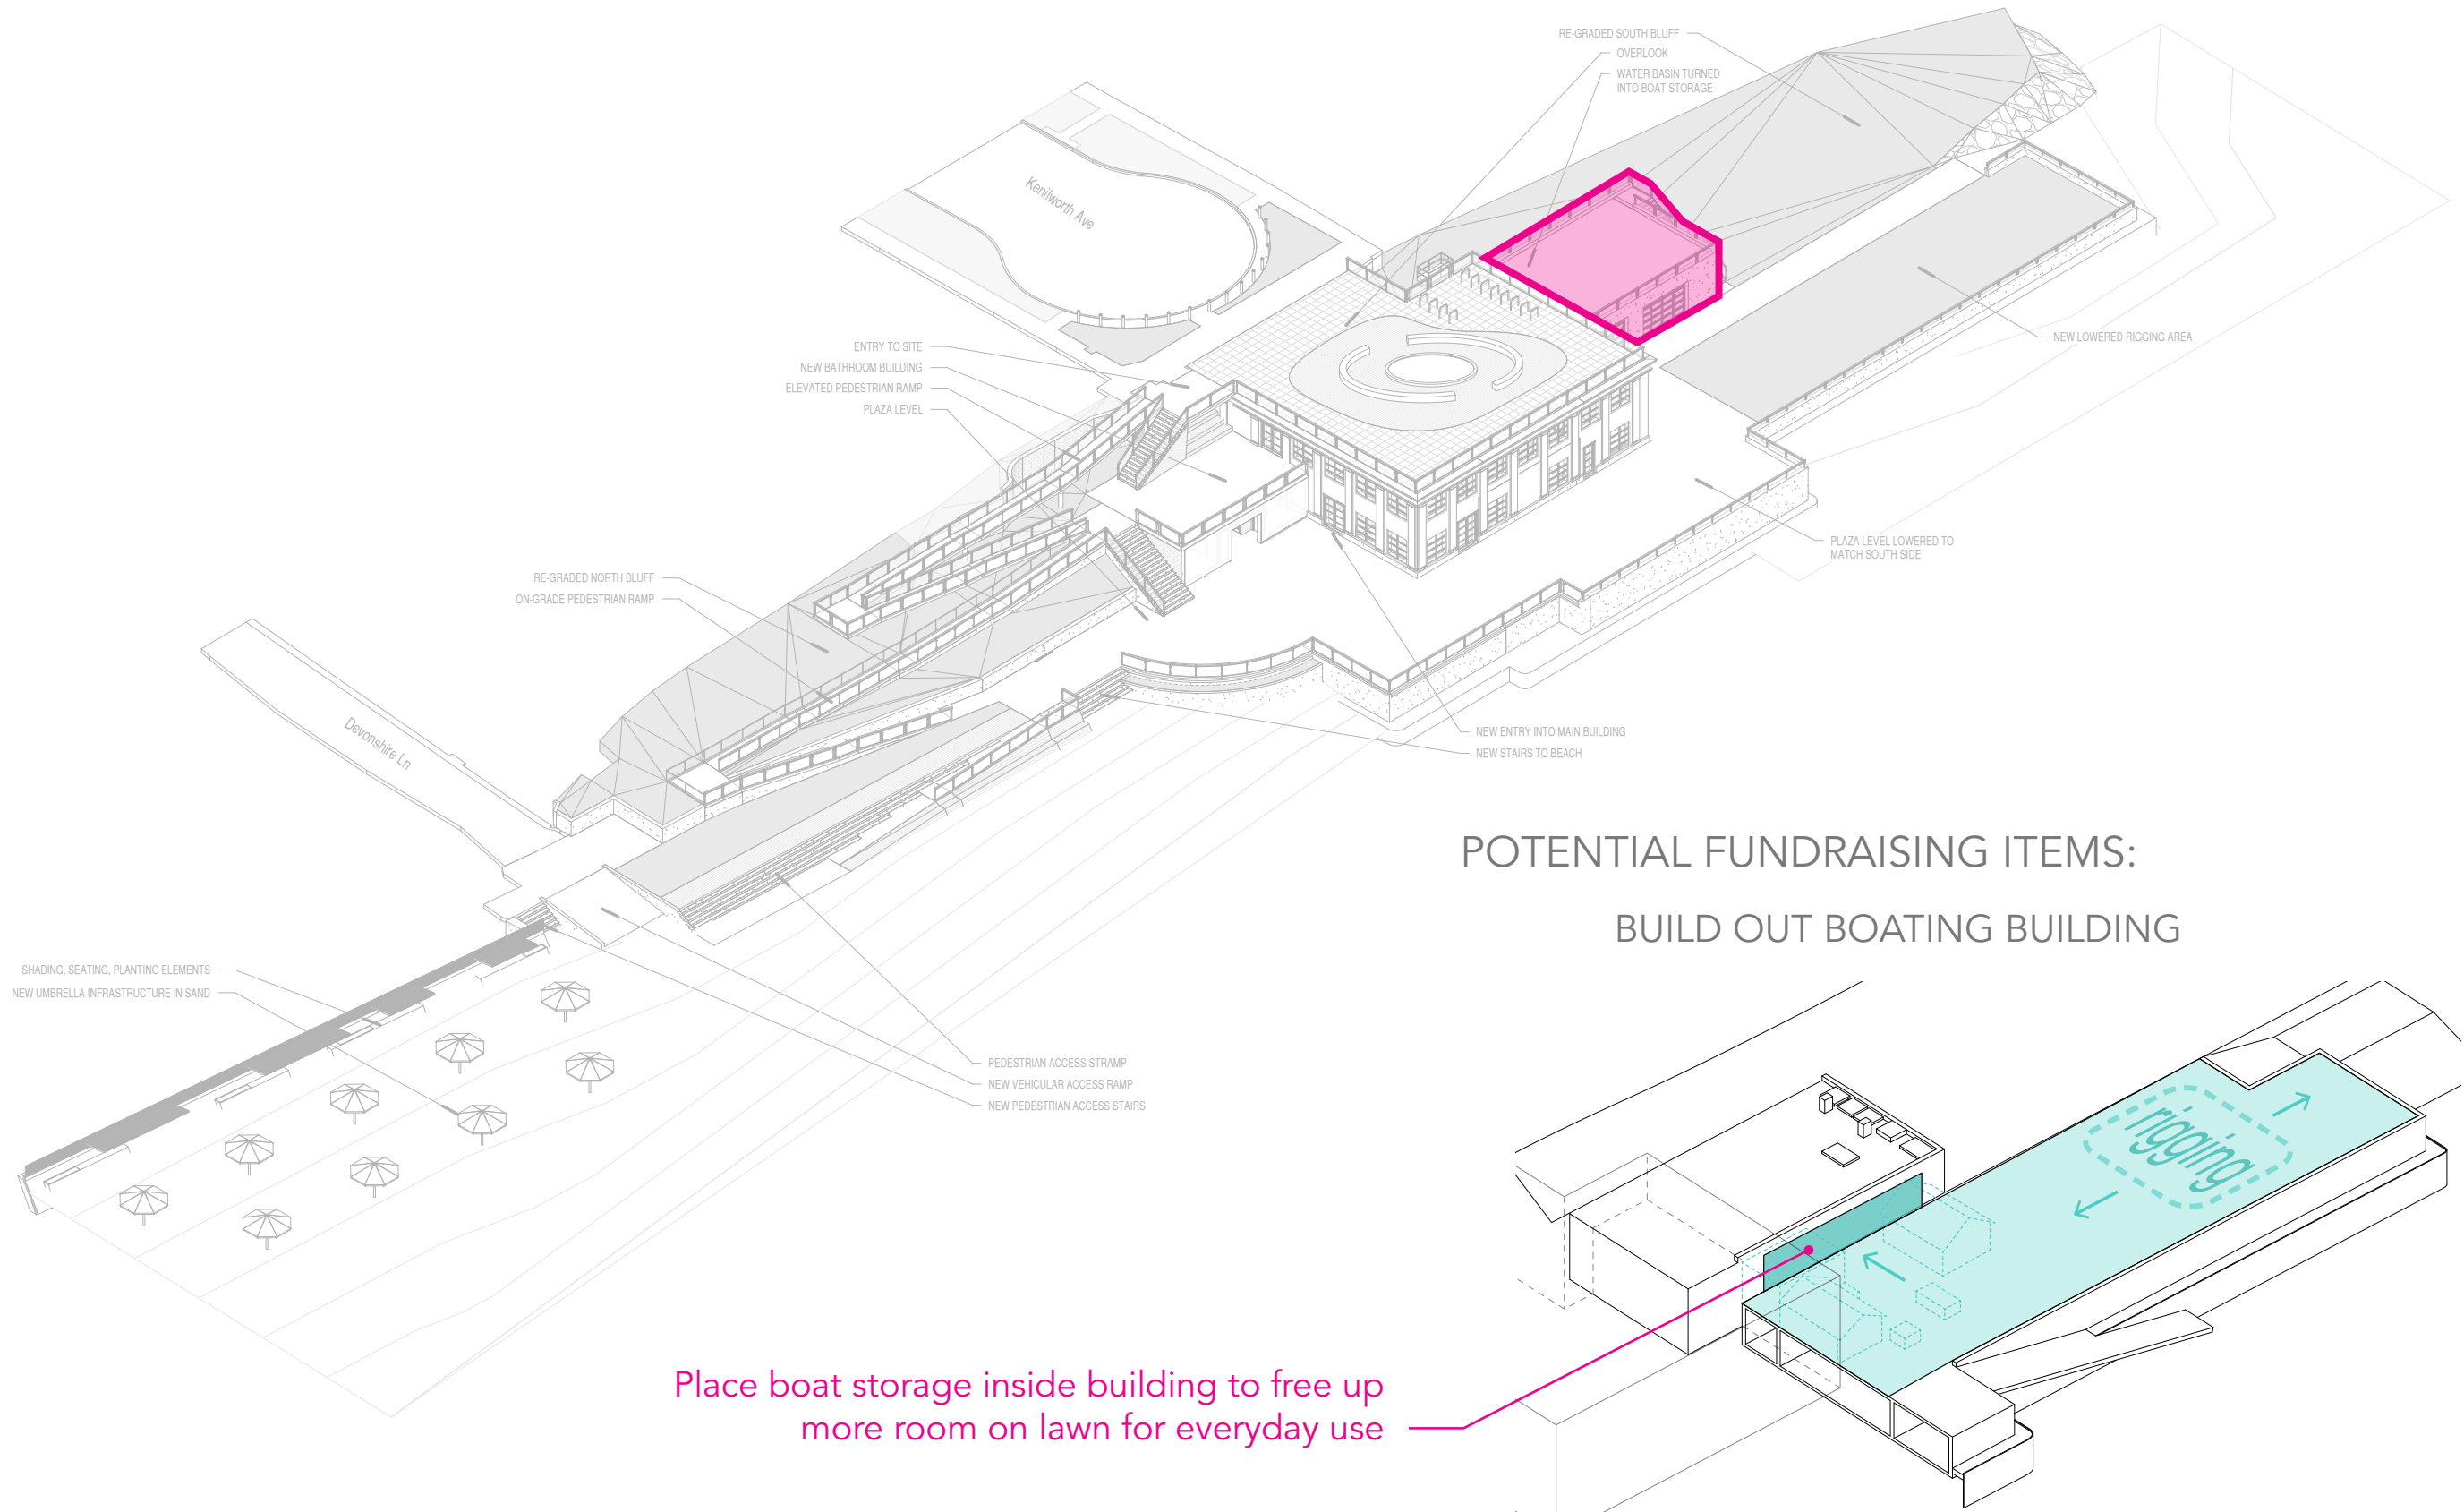 RE-GRADED SOUTH BLUFF
OVERLOOK
WATER BASIN TURNED
INTO BOAT STORAGE
Kenilworth Ave
ENTRY TO SITE
NEW BATHROOM BUILDING
ELEVATED PEDESTRIAN RAMP
PLAZA LEVEL
NEW LOWERED RIGGING AREA
PLAZA LEVEL LOWERED TO
MATCH SOUTH SIDE
RE-GRADED NORTH BLUFF
ON-GRADE PEDESTRIAN RAMP
Devonshire Ln
NEW ENTRY INTO MAIN BUILDING
NEW STAIRS TO BEACH
POTENTIAL FUNDRAISING ITEMS:
BUILD OUT BOATING BUILDING
SHADING, SEATING, PLANTING ELEMENTS
NEW UMBRELLA INFRASTRUCTURE IN SAND
PEDESTRIAN ACCESS STRAMP
NEW VEHICULAR ACCESS RAMP
NEW PEDESTRIAN ACCESS STAIRS
rigging
Place boat storage inside building to free up
more room on lawn for everyday use